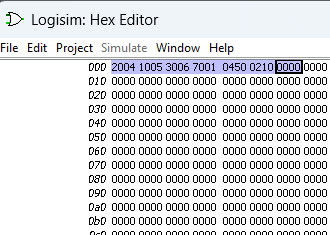 Logisim: Hex Editor
File Edit Project Simulate Window Help
000 2004 1005 3006 7001 0450 0210 0000 0000
010 0000 0000 0000 0000 0000 0000 0000 0000
020 0000 0000 0000 0000 0000 0000 0000 0000
030 0000 0000 0000 0000 0000 0000 0000 0000
040 0000 0000 0000 0000 0000 0000 0000 0000
050 0000 0000 0000 0000 0000 0000 0000 0000
060 0000 0000 0000 0000 0000 0000 0000 0000
070 0000 0000 0000 0000 0000 0000 0000 0000
080 0000 0000 0000 0000 0000 0000 0000 0000
090 0000 0000 0000 0000 0000 0000 0000 0000
0a0 0000 0000 0000 0000 0000 0000 0000 0000
0b0 0000 0000 0000 0000 0000 0000 0000 0000